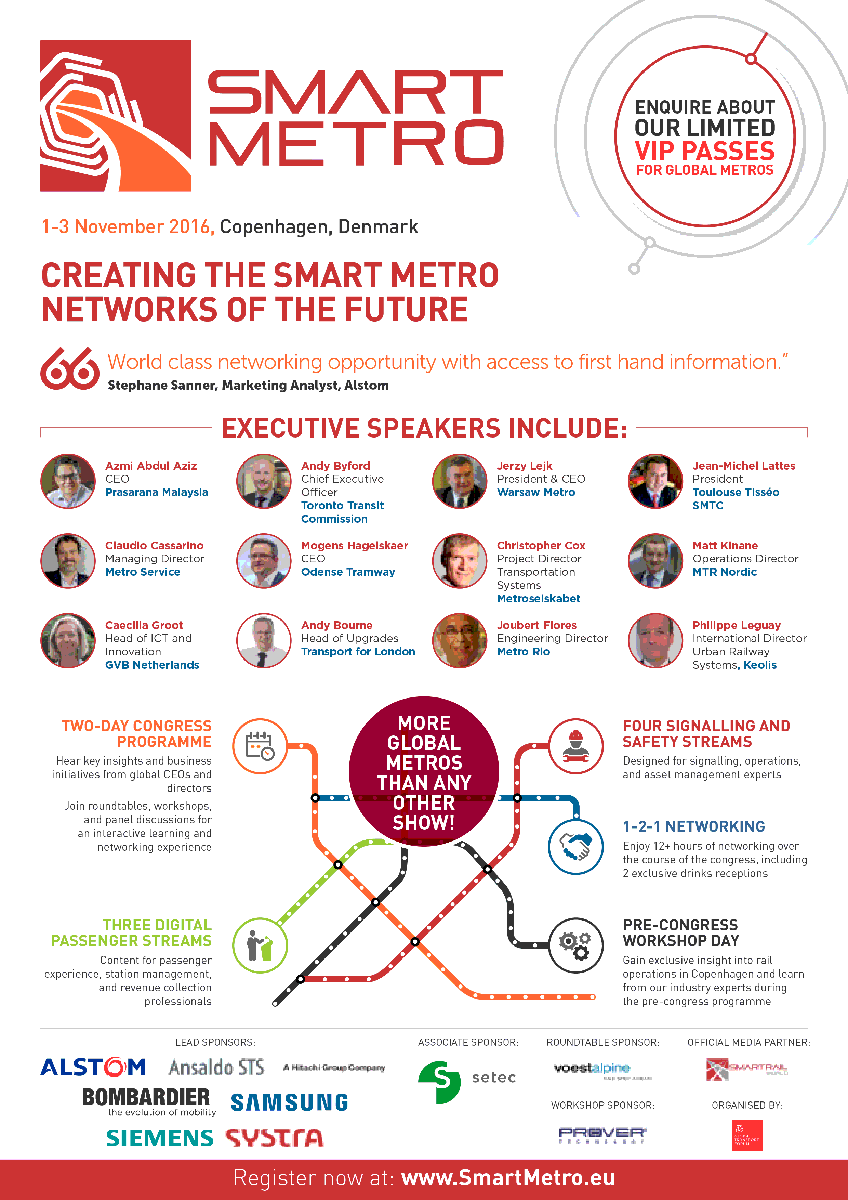 SMART
METRO
ENQUIRE ABOUT
OUR LIMITED
VIP PASSES
FOR GLOBAL METROS
1-3 November 2016, Copenhagen, Denmark
CREATING THE SMART METRO
NETWORKS OF THE FUTURE
World class networking opportunity with access to first hand information.”
Stephane Sanner, Marketing Analyst, Alstom
EXECUTIVE SPEAKERS INCLUDE:
Azmi Abdul Aziz
CEO
Prasarana Malaysia
Andy Byford
Chief Executive
Officer
Toronto Transit
Commission
Jerzy Lejk
President & CEO
Warsaw Metro
Jean-Michel Lattes
President
Toulouse Tisséo
SMTC
Claudio Cassarino
Managing Director
Metro Service
Mogens Hagelskaer
CEO
Odense Tramway
Christopher Cox
Project Director
Transportation
Systems
Metroselskabet
Matt Kinane
Operations Director
MTR Nordic
Caecilia Groot
Head of ICT and
Innovation
GVB Netherlands
Andy Bourne
Head of Upgrades
Transport for London
Joubert Flores
Engineering Director
Metro Rio
Philippe Leguay
International Director
Urban Railway
Systems, Keolis
TWO-DAY CONGRESS
PROGRAMME
Hear key insights and business
initiatives from global CEOs and
directors
Join roundtables, workshops,
and panel discussions for
an interactive learning and
networking experience
MORE
GLOBAL
METROS
THAN ANY
OTHER
SHOW!
FOUR SIGNALLING AND
SAFETY STREAMS
Designed for signalling, operations,
and asset management experts
1-2-1 NETWORKING
Enjoy 12+ hours of networking over
the course of the congress, including
2 exclusive drinks receptions
THREE DIGITAL
PASSENGER STREAMS
Content for passenger
experience, station management,
and revenue collection
professionals
PRE-CONGRESS
WORKSHOP DAY
Gain exclusive insight into rail
operations in Copenhagen and learn
from our industry experts during
the pre-congress programme
LEAD SPONSORS:
ALSTOM
Ansaldo STS
A Hitachi Group Company
BOMBARDIER
the evolution of mobility
SAMSUNG
SIEMENS
SYSTRA
ASSOCIATE SPONSOR:
setec
ROUNDTABLE SPONSOR:
voestalpine
WORKSHOP SPONSOR:
PROVER
TECHNOLOGY
OFFICIAL MEDIA PARTNER:
SMARTRAIL
ORGANISED BY:
Register now at: www.SmartMetro.eu